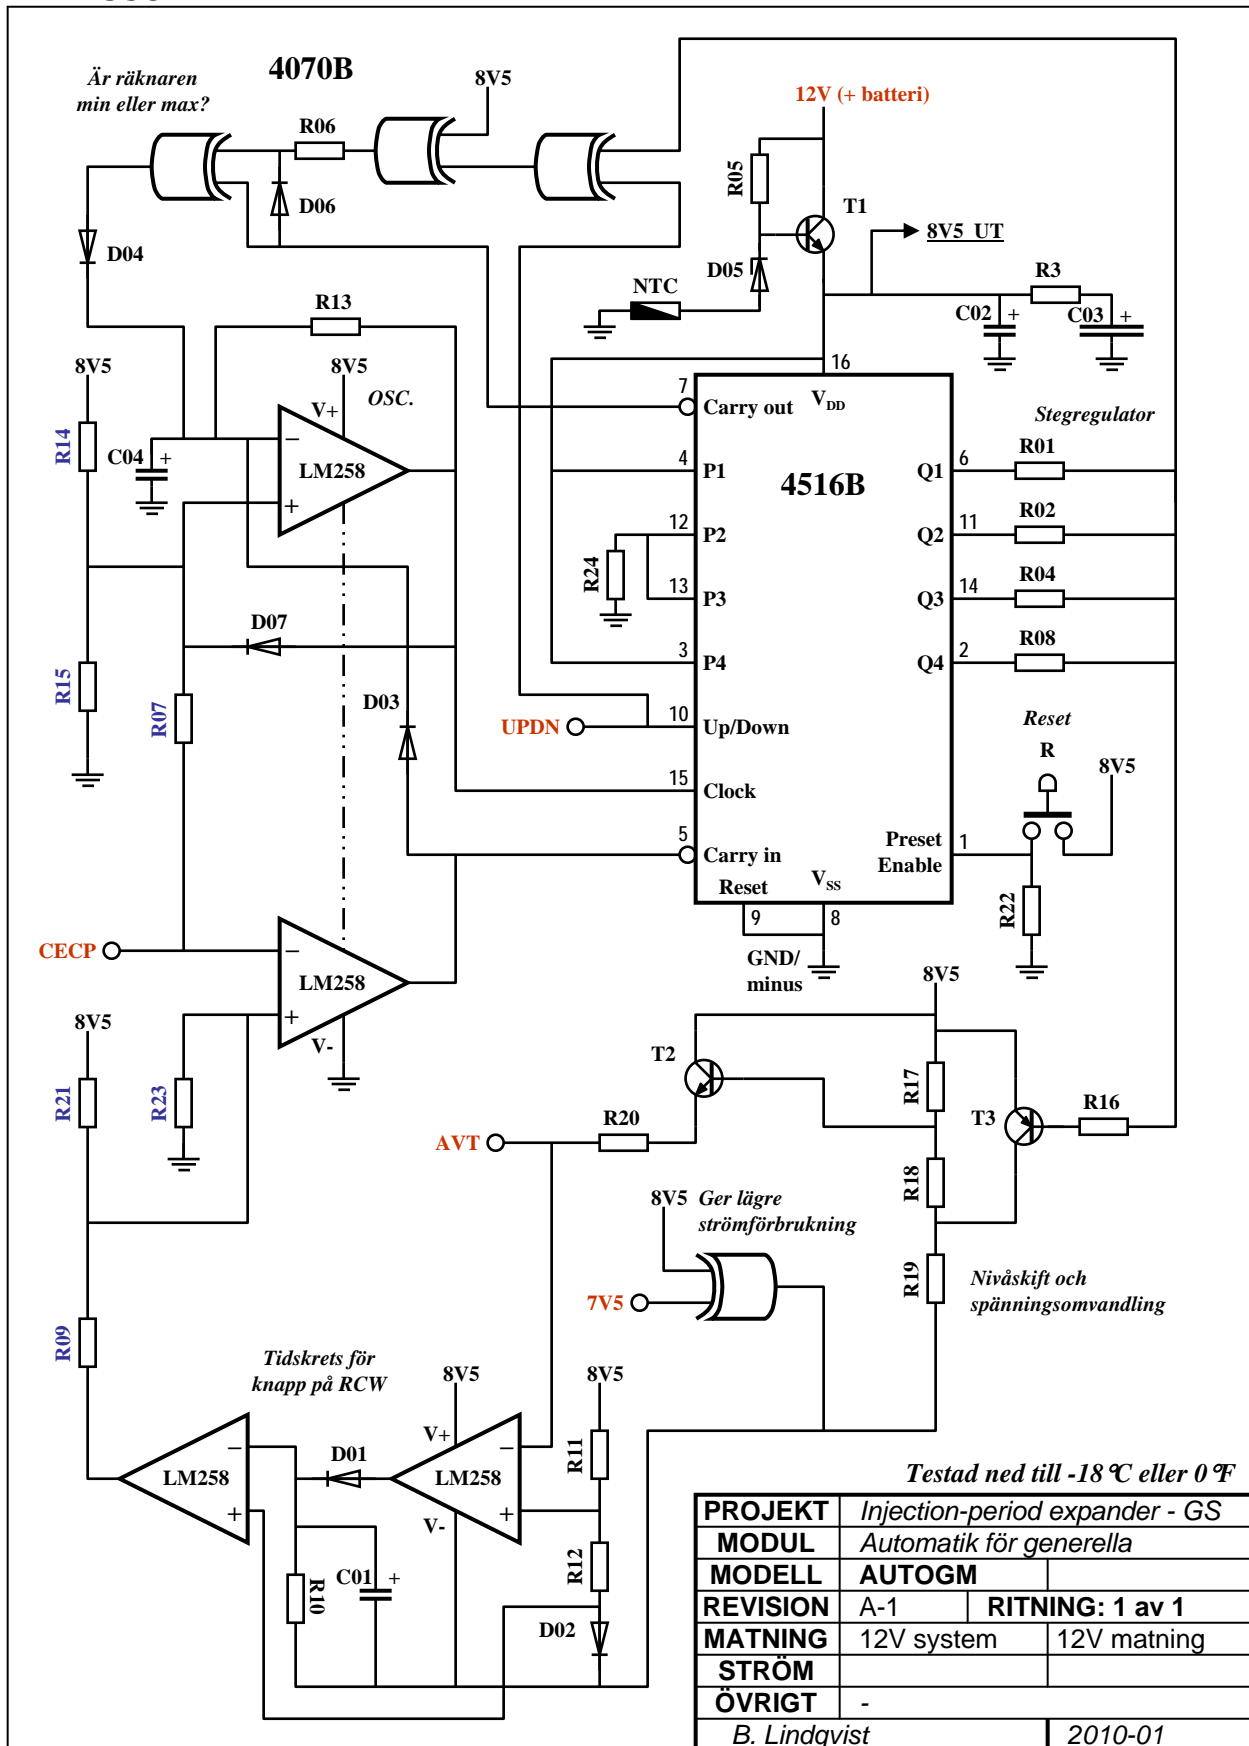 4070B
Är räknaren
min eller max?
8V5
12V (+ batteri)
R06
R05
T1
D06
8V5 UT
D04
D05
R3
NTC
R13
C02 +
C03 +
8V5
8V5
OSC.
16
7
Carry out
VDD
Stegregulator
V+
R14
C04 +
−
LM258
+
4
P1
4516B
Q1
6
R01
12
P2
Q2
11
R02
R24
13
P3
Q3
14
R04
D07
3
P4
Q4
2
R08
R15
R07
D03
UPDN
10
Up/Down
Reset
R
8V5
15
Clock
5
Carry in
Preset
Enable
1
VSS
Reset
9
8
R22
CECP
−
LM258
+
V-
GND/
minus
8V5
8V5
R21
R23
T2
R17
R20
T3
R16
AVT
R18
8V5
Ger lägre
strömförbrukning
R19
7V5
Nivåskift och
spänningsomvandling
R09
Tidskrets för
knapp på RCW
8V5
8V5
V+
R11
D01
−
LM258
+
−
LM258
+
V-
R12
R10
C01 +
D02
Testad ned till -18°C eller 0°F
PROJEKT Injection-period expander - GS
MODUL Automatik för generella
MODELL AUTOGM
REVISION A-1 RITNING: 1 av 1
MATNING 12V system 12V matning
STRÖM
ÖVRIGT -
B. Lindqvist 2010-01